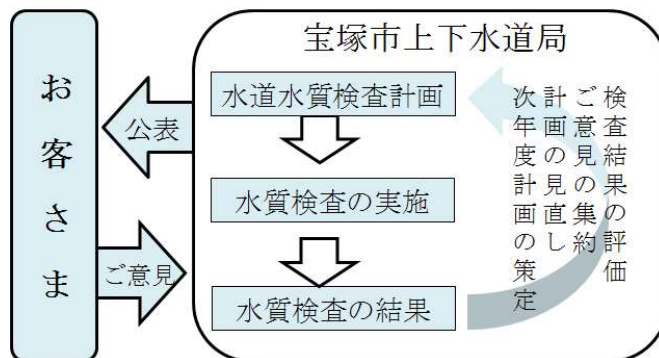 宝塚市上下水道局
お客さま
公表
ご意見
水道水質検査計画
水質検査の実施
水質検査の結果
検査結果の評価
ご意見の集約
計画の見直し
次年度計画の策定